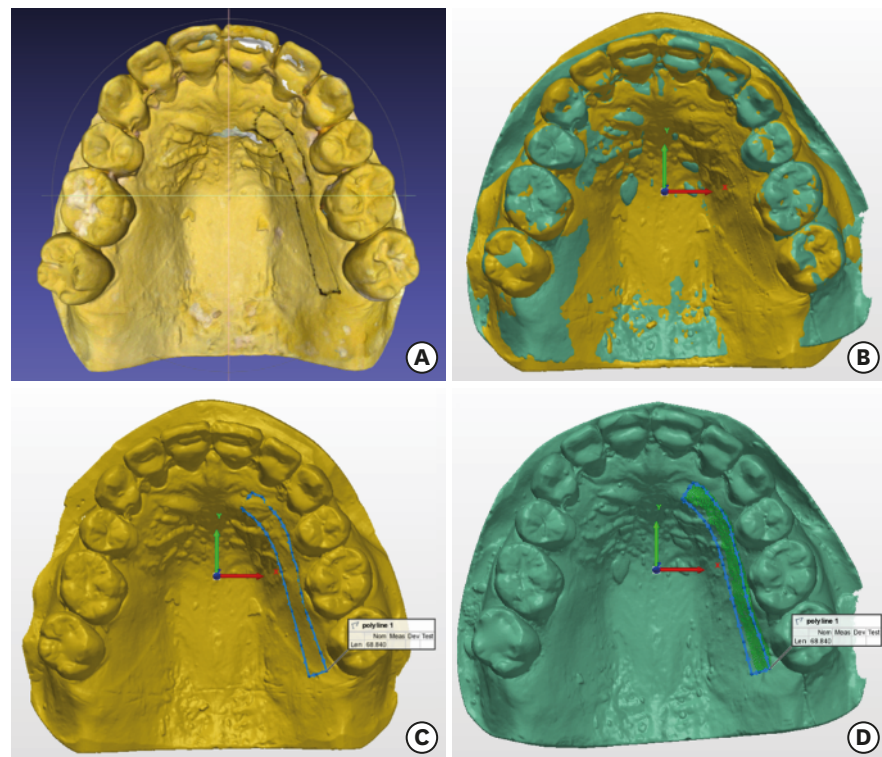 A
Y
X
B
Y
X
polyline 1
Nom Meas Dev Test
Len 68.840
C
Y
X
polyline 1
Nom Meas Dev Test
Len 68.840
D